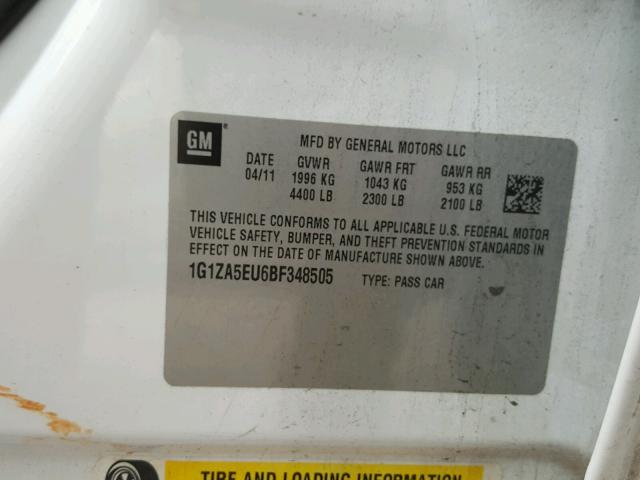 GM ®
MFD BY GENERAL MOTORS LLC
DATE GVWR GAWR FRT GAWR RR
04/11 1996 KG 1043 KG 953 KG
4400 LB 2300 LB 2100 LB
THIS VEHICLE CONFORMS TO ALL APPLICABLE U.S. FEDERAL MOTOR
VEHICLE SAFETY, BUMPER, AND THEFT PREVENTION STANDARDS IN
EFFECT ON THE DATE OF MANUFACTURE SHOWN ABOVE.
1G1ZA5EU6BF348505 TYPE: PASS CAR
TIRE AND LOADING INFORMATION